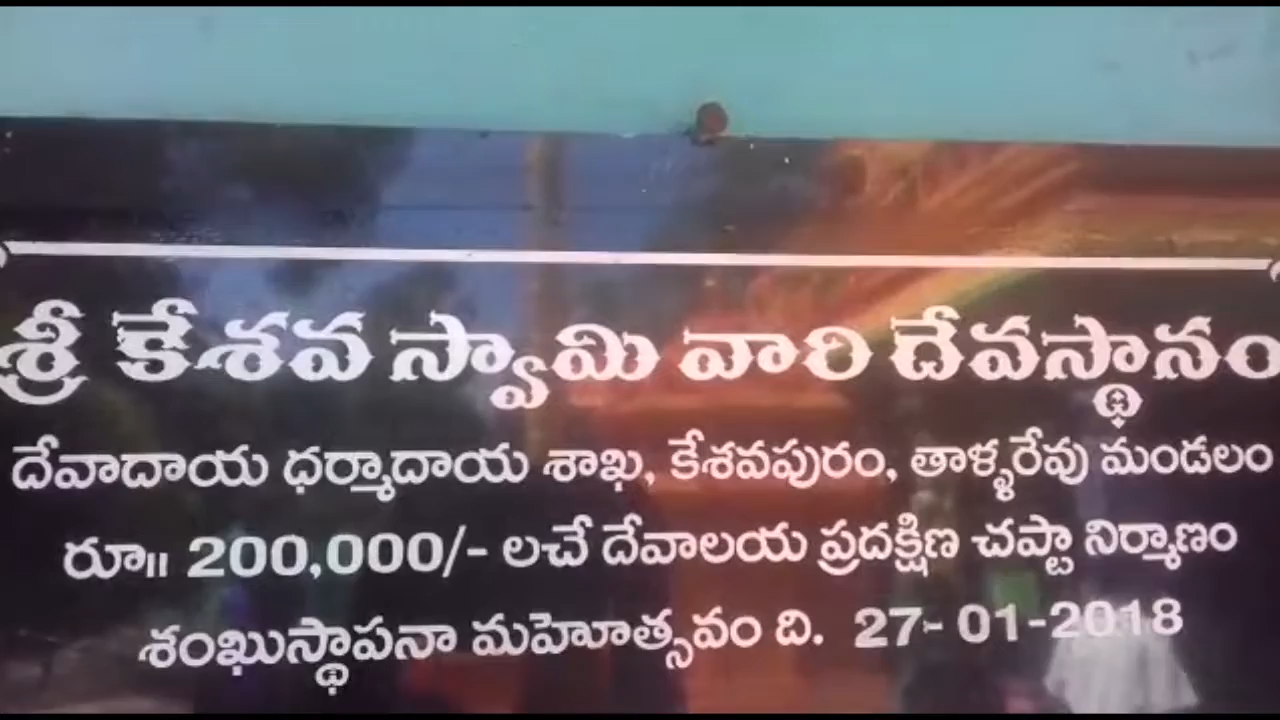 శ్రీ కేశవ స్వామి వారి దేవస్థానం
దేవాదాయ ధర్మాదాయ శాఖ, కేశవపురం, తాళ్ళరేవు మండలం
రూ॥ 200,000/- లచే దేవాలయ ప్రదక్షిణ చప్టా నిర్మాణం
శంఖుస్థాపనా మహోత్సవం ది. 27- 01-2018